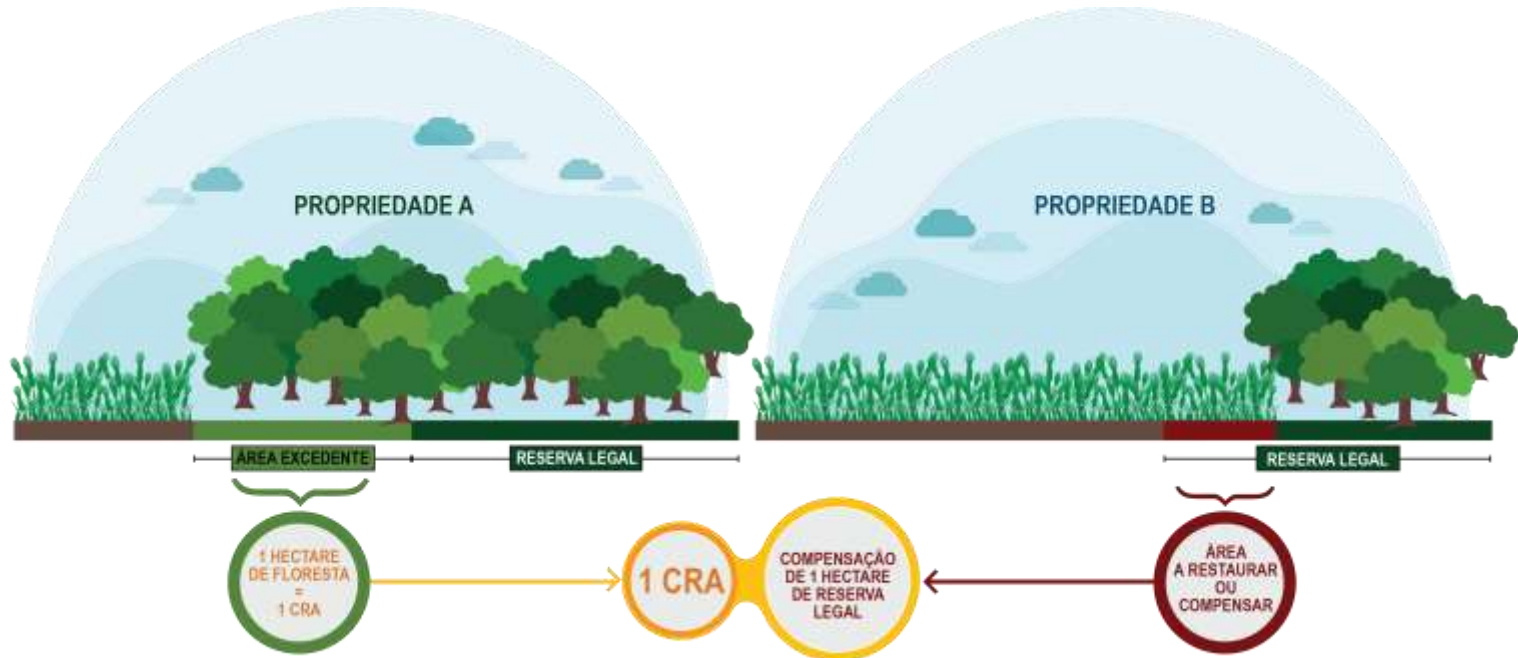 PROPRIEDADE A
PROPRIEDADE B
ÁREA EXCEDENTE
RESERVA LEGAL
RESERVA LEGAL
1 HECTARE
DE FLORESTA
=
1 CRA
1 CRA
COMPENSAÇÃO
DE 1 HECTARE
DE RESERVA
LEGAL
ÁREA
A RESTAURAR
OU
COMPENSAR